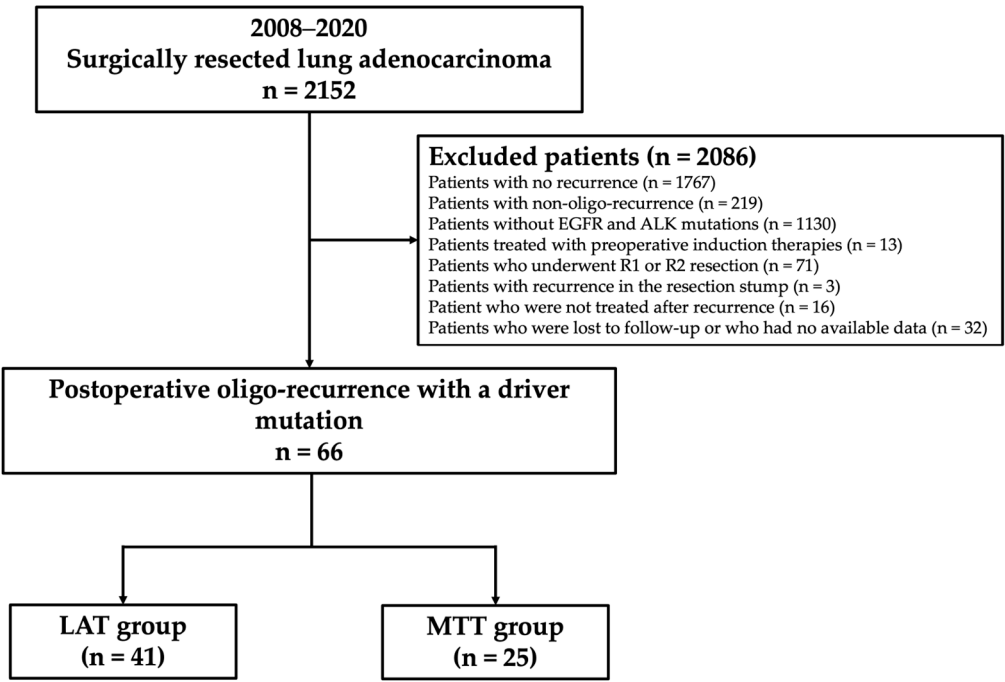 2008–2020
Surgically resected lung adenocarcinoma
n = 2152
Excluded patients (n = 2086)
Patients with no recurrence (n = 1767)
Patients with non-oligo-recurrence (n = 219)
Patients without EGFR and ALK mutations (n = 1130)
Patients treated with preoperative induction therapies (n = 13)
Patients who underwent R1 or R2 resection (n = 71)
Patients with recurrence in the resection stump (n = 3)
Patient who were not treated after recurrence (n = 16)
Patients who were lost to follow-up or who had no available data (n = 32)
Postoperative oligo-recurrence with a driver
mutation
n = 66
LAT group
(n = 41)
MTT group
(n = 25)